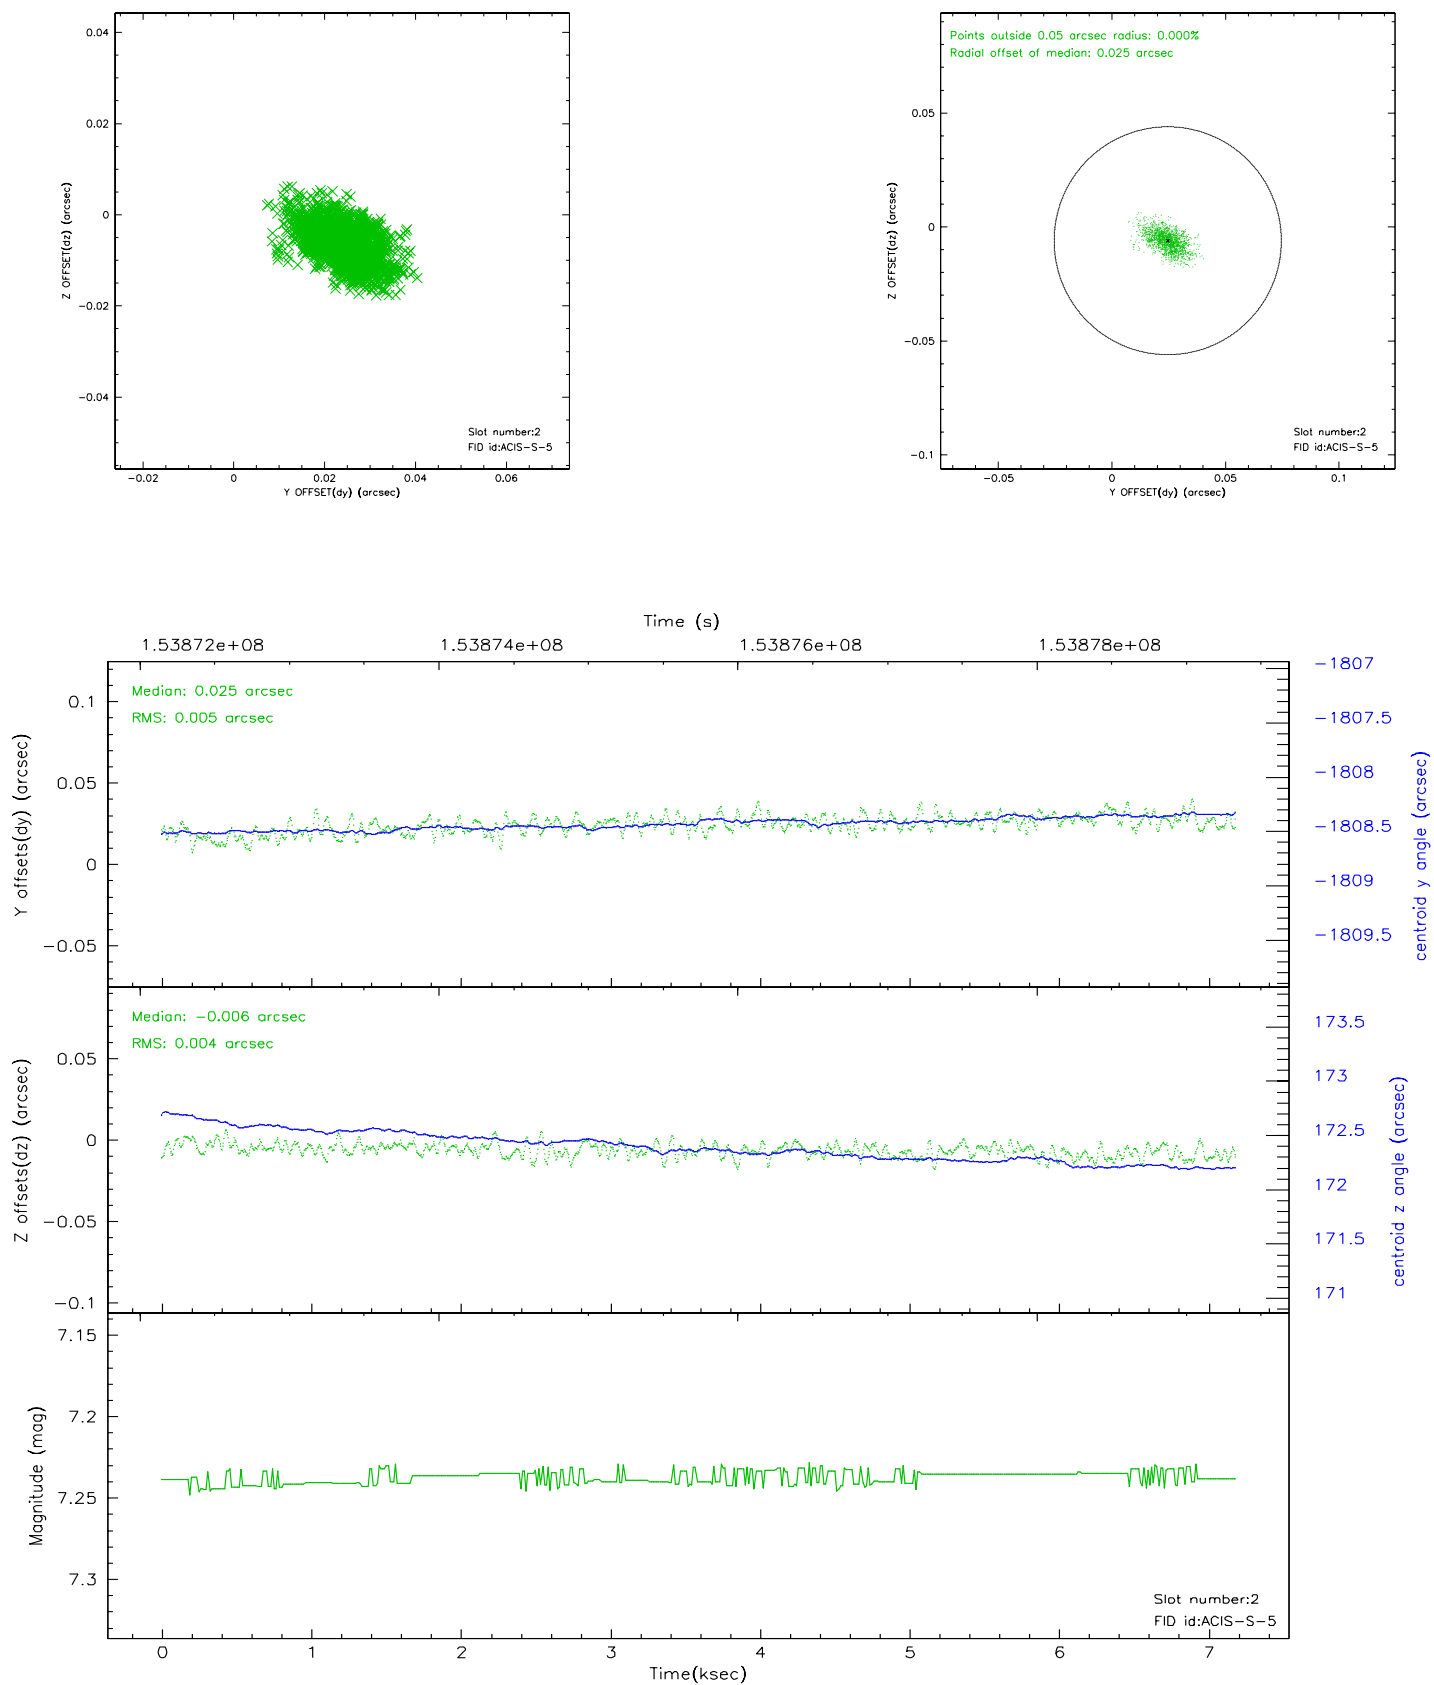 0.04
0.02
0
-0.02
-0.04
Z OFFSET(dz) (arcsec)
Slot number:2
FID id:ACIS-S-5
-0.02 0 0.02 0.04 0.06
Y OFFSET(dy) (arcsec)
Points outside 0.05 arcsec radius: 0.000%
Radial offset of median: 0.025 arcsec
0.05
0
-0.05
-0.1
Z OFFSET(dz) (arcsec)
Slot number:2
FID id:ACIS-S-5
-0.05 0 0.05 0.1
Y OFFSET(dy) (arcsec)
Time (s)
1.53872e+08 1.53874e+08 1.53876e+08 1.53878e+08
Median: 0.025 arcsec
RMS: 0.005 arcsec
0.1
0.05
0
-0.05
Y offsets(dy) (arcsec)
-1807
-1807.5
-1808
-1808.5
-1809
-1809.5
centroid y angle (arcsec)
Median: -0.006 arcsec
RMS: 0.004 arcsec
0.05
0
-0.05
-0.1
Z offsets(dz) (arcsec)
173.5
173
172.5
172
171.5
171
centroid z angle (arcsec)
7.15
7.2
7.25
7.3
Magnitude (mag)
Slot number:2
FID id:ACIS-S-5
0 1 2 3 4 5 6 7
Time(ksec)